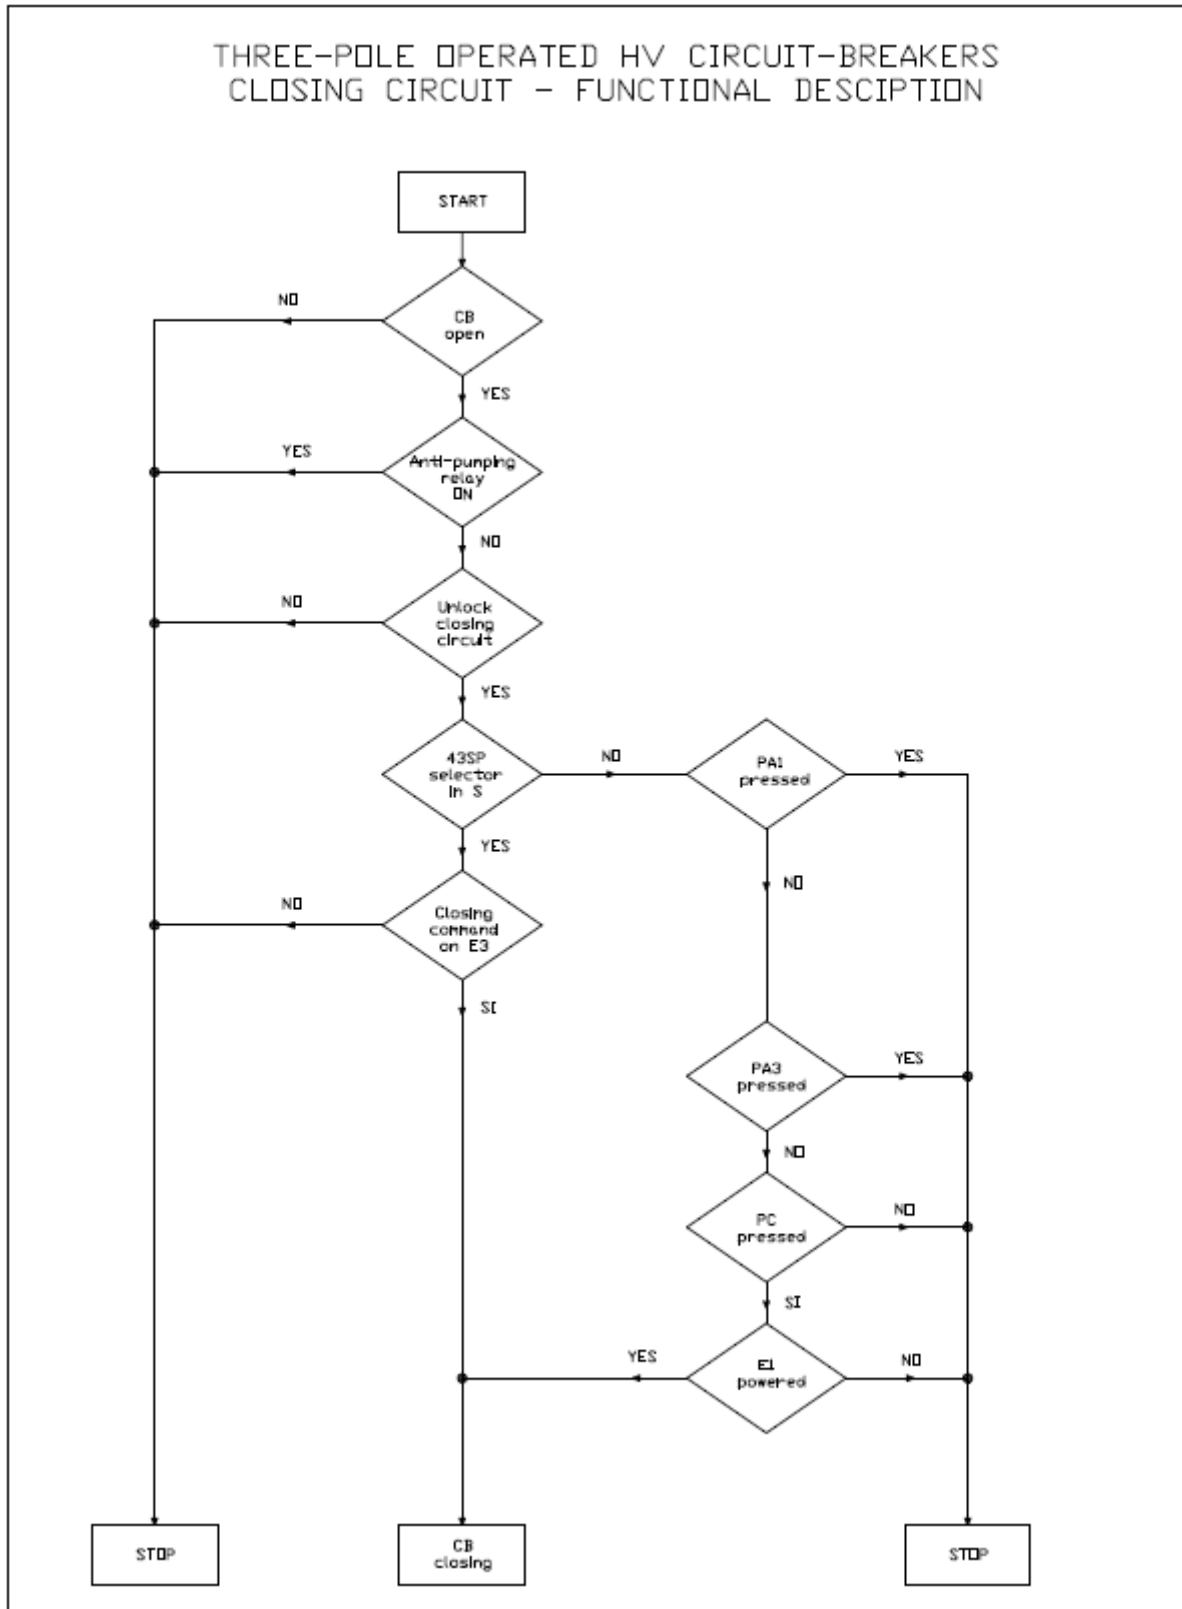 THREE-POLE OPERATED HV CIRCUIT-BREAKERS
CLOSING CIRCUIT - FUNCTIONAL DESCIPTION
START
NO
CB
open
YES
YES
Anti-pumping
relay
ON
NO
NO
Unlock
closing
circuit
YES
43SP
selector
in S
NO
PA1
pressed
YES
YES
NO
NO
Closing
command
on E3
SI
PA3
pressed
YES
NO
PC
pressed
NO
SI
YES
E1
powered
NO
STOP
CB
closing
STOP